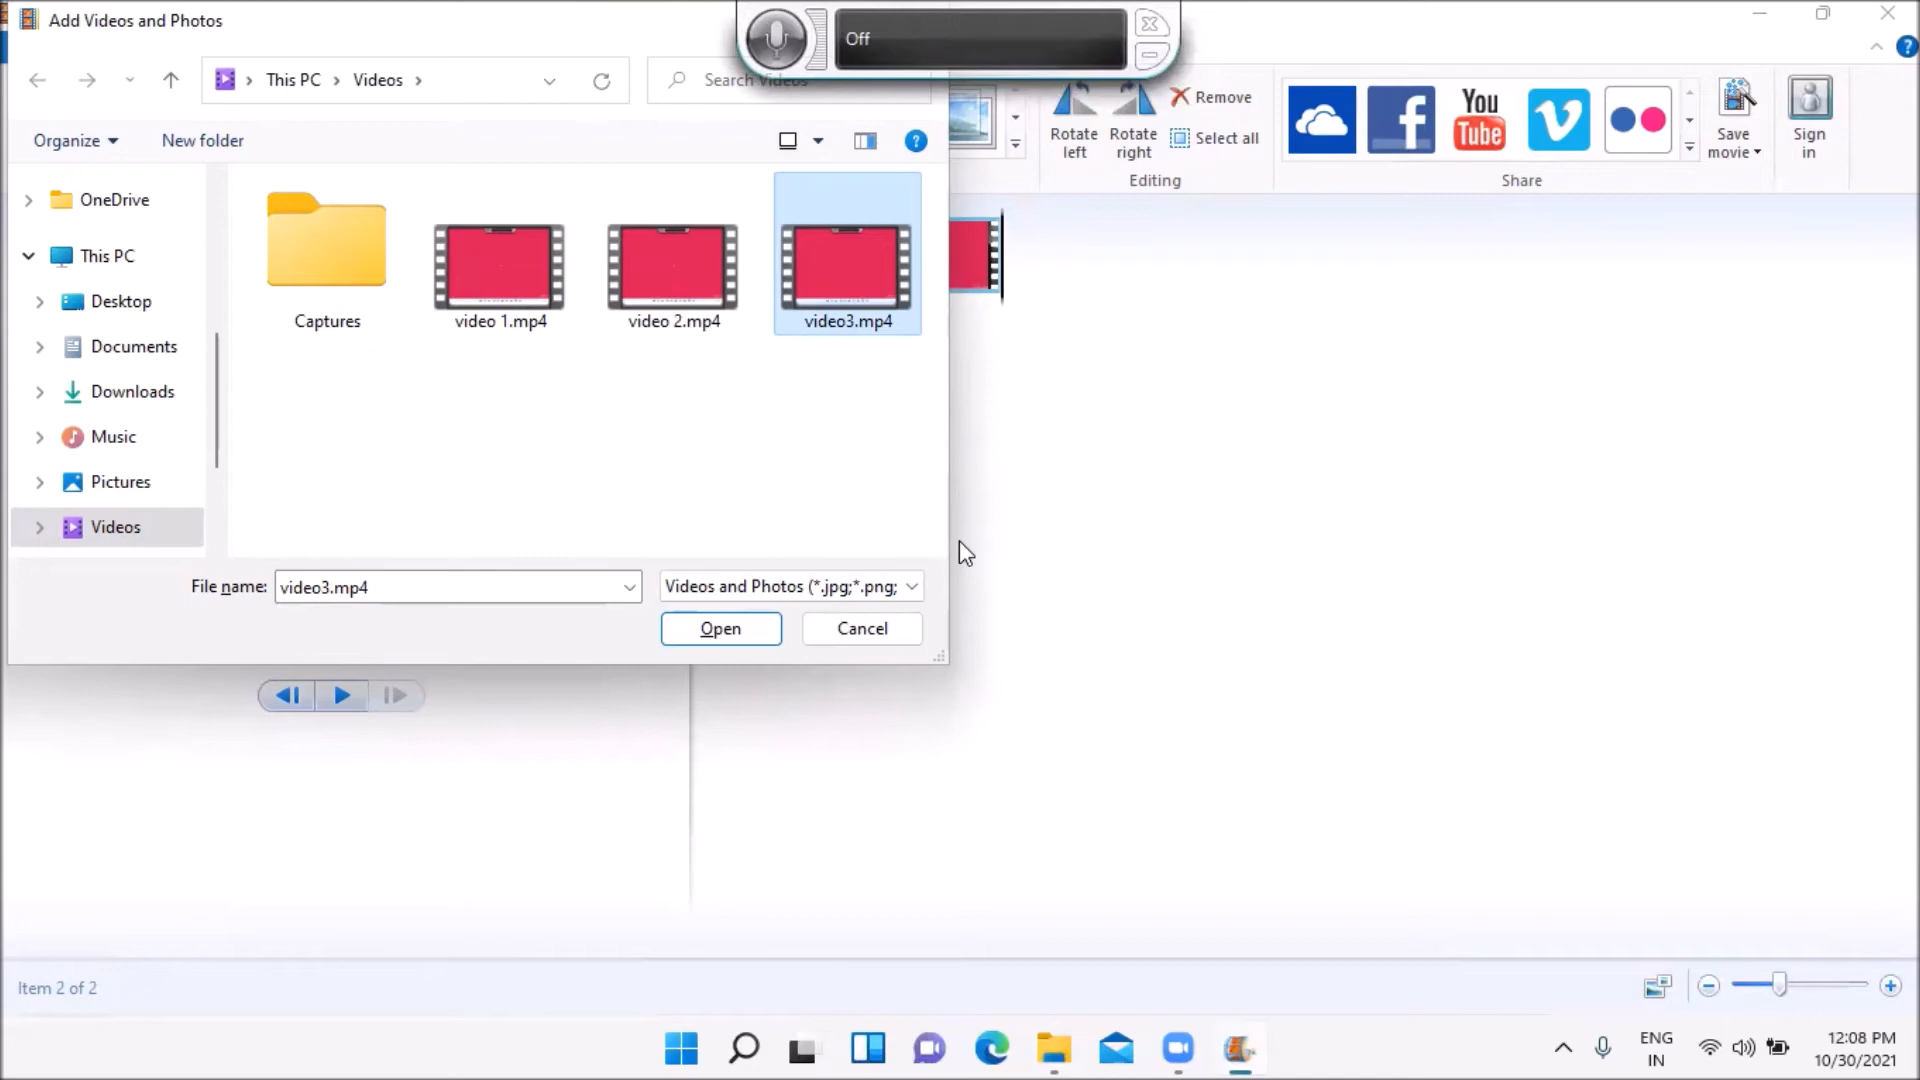 Add Videos and Photos
Off
This PC
Videos
Search Videos
Organize
New folder
OneDrive
This PC
Desktop
Documents
Downloads
Music
Pictures
Videos
Captures
video 1.mp4
video 2.mp4
video3.mp4
File name:
video3.mp4
Videos and Photos (*.jpg;*.png;
Open
Cancel
Rotate
left
Rotate
right
Remove
Select all
Editing
You
Tube
Share
Save
movie
Sign
in
Item 2 of 2
ENG
IN
12:08 PM
10/30/2021